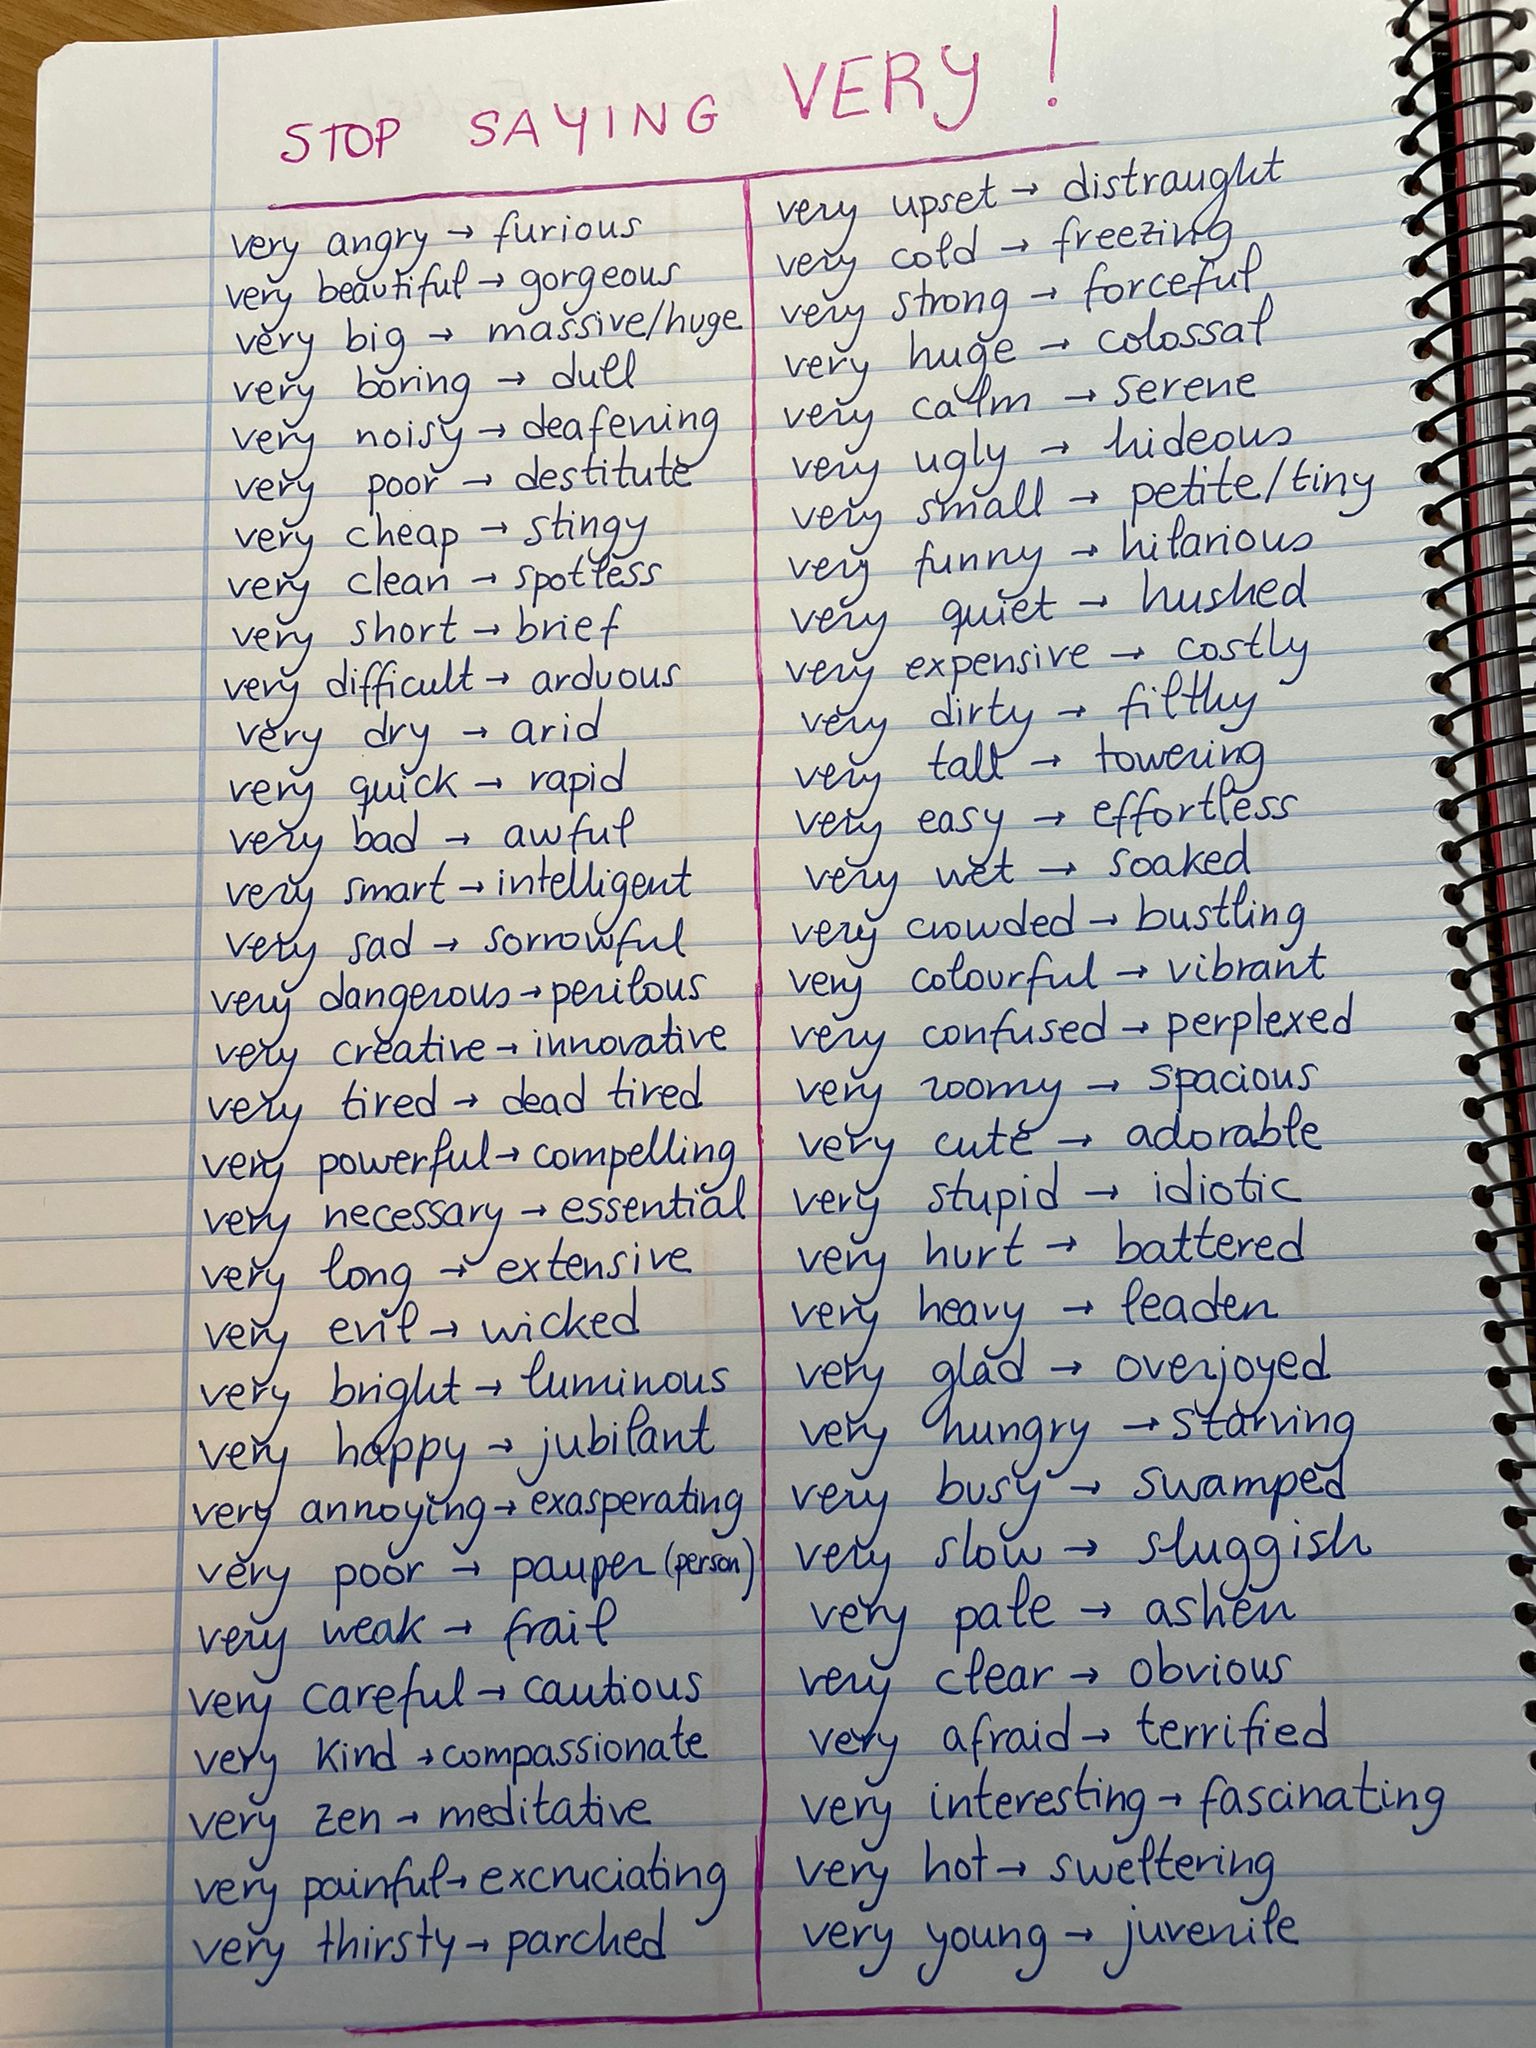 STOP SAYING VERY!
very angry → furious
very beautiful → gorgeous
very big → massive/huge
very boring → dull
very noisy → deafening
very poor → destitute
very cheap → stingy
very clean → spotless
very short → brief
very difficult → arduous
very dry → arid
very quick → rapid
very bad → awful
very smart → intelligent
very sad → sorrowful
very dangerous → perilous
very creative → innovative
very tired → dead tired
very powerful → compelling
very necessary → essential
very long → extensive
very evil → wicked
very bright → luminous
very happy → jubilant
very annoying → exasperating
very poor → pauper (person)
very weak → frail
very careful → cautious
very kind → compassionate
very zen → meditative
very painful → excruciating
very thirsty → parched
very upset → distraught
very cold → freezing
very strong → forceful
very huge → colossal
very calm → serene
very ugly → hideous
very small → petite/tiny
very funny → hilarious
very quiet → hushed
very expensive → costly
very dirty → filthy
very tall → towering
very easy → effortless
very wet → soaked
very crowded → bustling
very colourful → vibrant
very confused → perplexed
very roomy → spacious
very cute → adorable
very stupid → idiotic
very hurt → battered
very heavy → leaden
very glad → overjoyed
very hungry → starving
very busy → swamped
very slow → sluggish
very pale → ashen
very clear → obvious
very afraid → terrified
very interesting → fascinating
very hot → sweltering
very young → juvenile